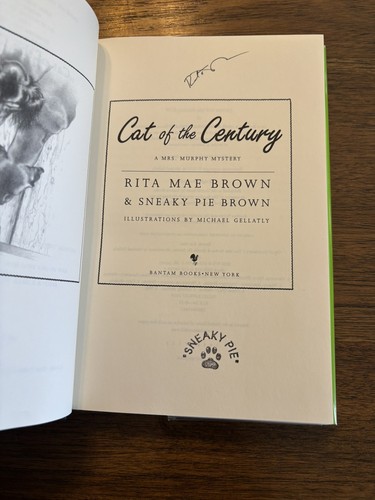 Cat of the Century
A MRS. MURPHY MYSTERY
RITA MAE BROWN
& SNEAKY PIE BROWN
ILLUSTRATIONS BY MICHAEL GELLATLY
BANTAM BOOKS • NEW YORK
• SNEAKY PIE •